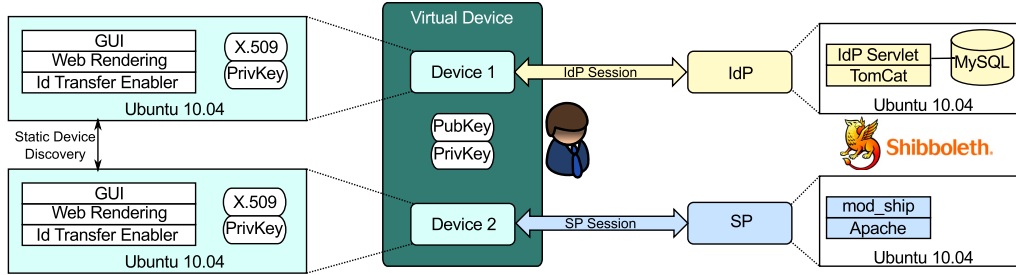 Virtual Device
GUI
Web Rendering
Id Transfer Enabler
X.509
PrivKey
Ubuntu 10.04
Device 1
IdP Session
IdP
IdP Servlet
TomCat
MySQL
Ubuntu 10.04
Static Device
Discovery
PubKey
PrivKey
Shibboleth.
GUI
Web Rendering
Id Transfer Enabler
X.509
PrivKey
Ubuntu 10.04
Device 2
SP Session
SP
mod_ship
Apache
Ubuntu 10.04